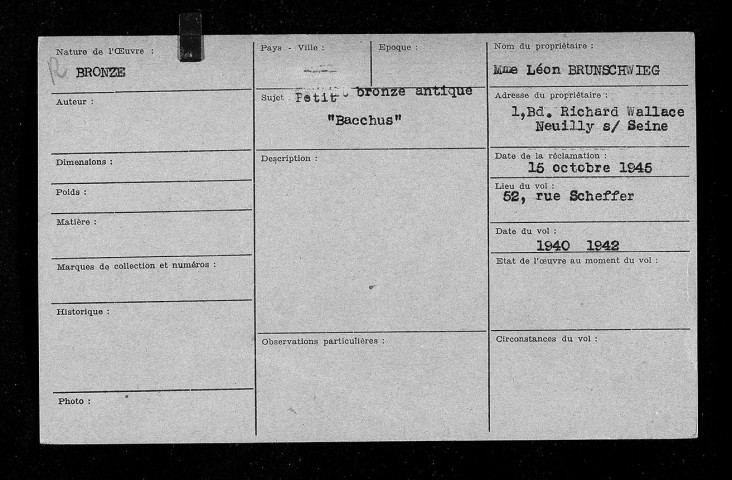 Nature de l'Œuvre :
R BRONZE
Auteur :
Dimensions :
Poids :
Matière :
Marques de collection et numéros :
Historique :
Photo :
Pays - Ville :
Epoque :
Sujet Petit bronze antique
"Bacchus"
Description :
Observations particulières :
Nom du propriétaire :
Mme Léon BRUNSCHWIEG
Adresse du propriétaire :
1,Bd. Richard Wallace
Neuilly s/ Seine
Date de la réclamation :
15 octobre 1945
Lieu du vol :
52, rue Scheffer
Date du vol :
1940 1942
Etat de l'œuvre au moment du vol :
Circonstances du vol :